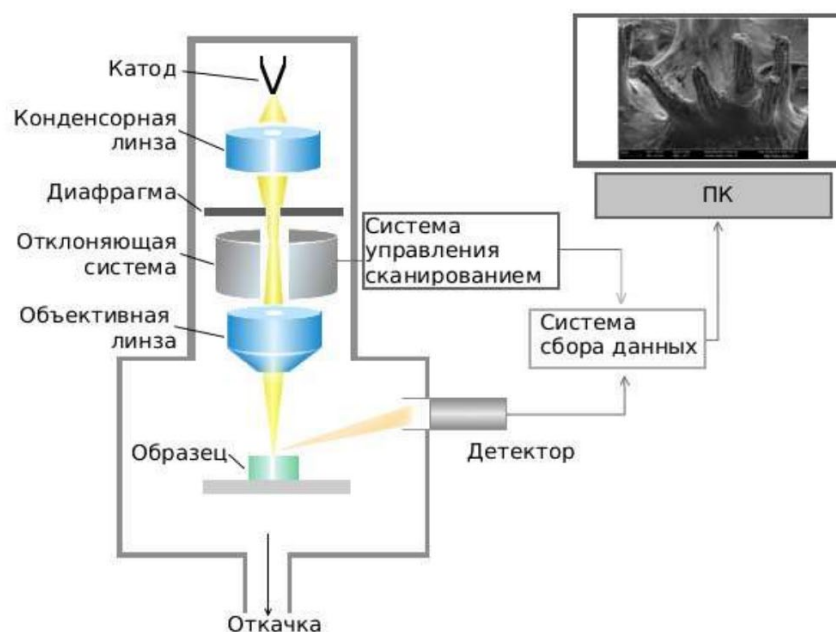 Катод
Конденсорная
линза
Диафрагма
Отклоняющая
система
Объективная
линза
Образец
Откачка
Система
управления
сканированием
Детектор
Система
сбора данных
ПК